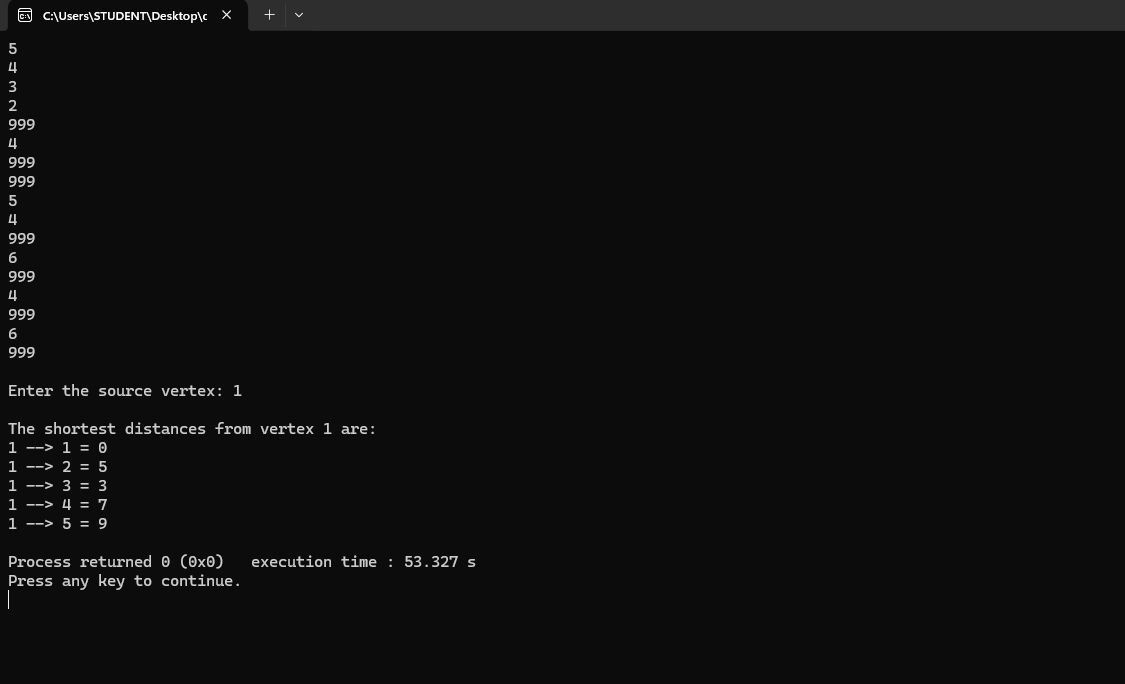 C:\Users\STUDENT\Desktop\c
5
4
3
2
999
4
999
999
5
4
999
6
999
4
999
6
999
Enter the source vertex: 1
The shortest distances from vertex 1 are:
1 --> 1 = 0
1 --> 2 = 5
1 --> 3 = 3
1 --> 4 = 7
1 --> 5 = 9
Process returned 0 (0x0)   execution time : 53.327 s
Press any key to continue.